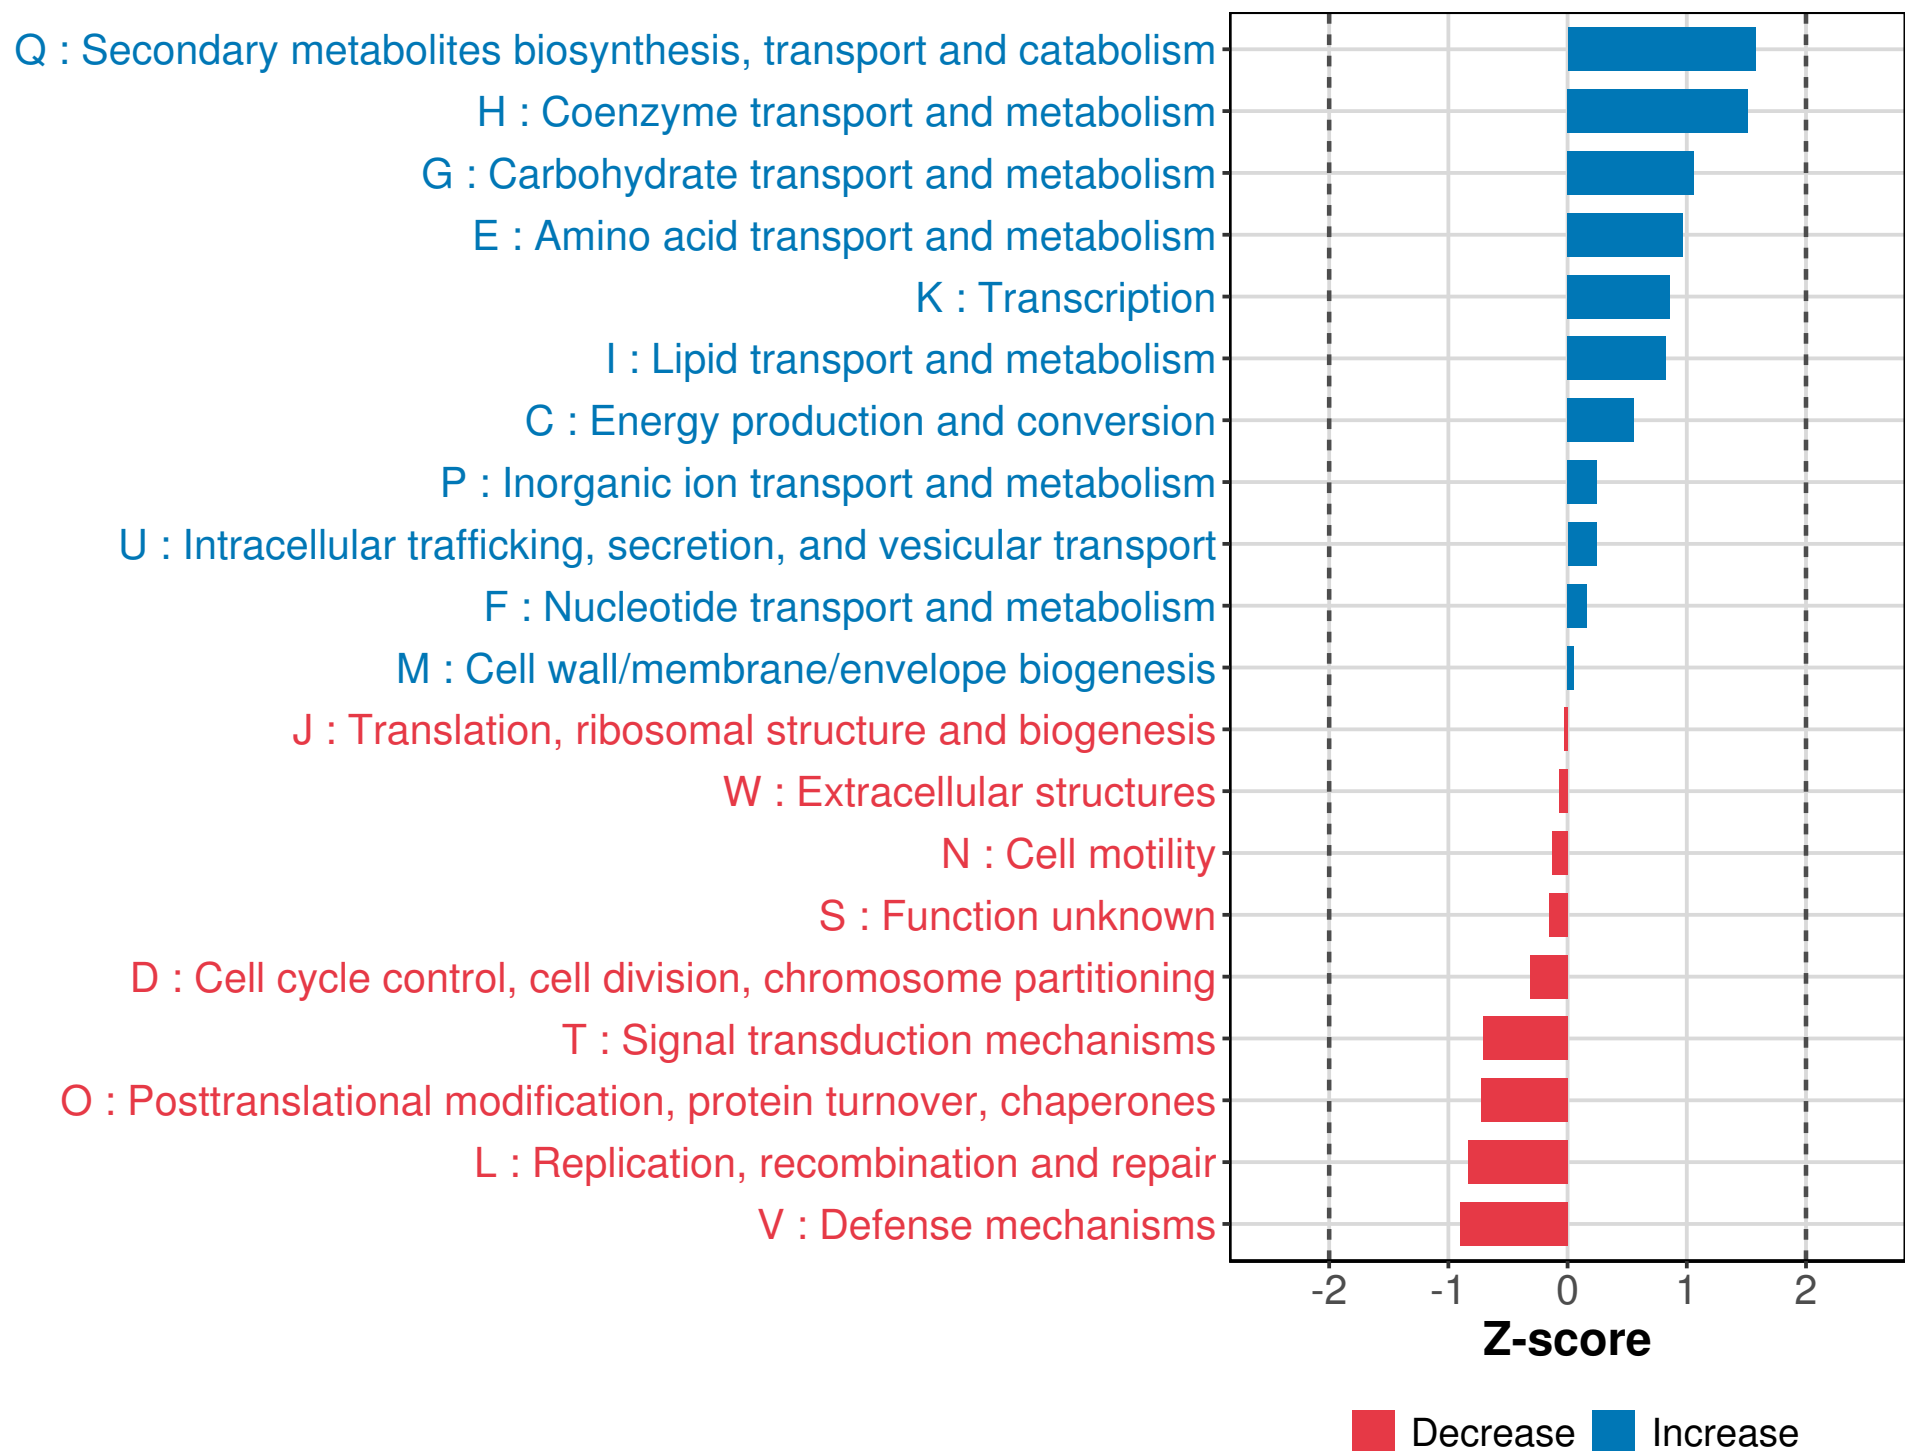 Q : Secondary metabolites biosynthesis, transport and catabolism
H : Coenzyme transport and metabolism
G : Carbohydrate transport and metabolism
E : Amino acid transport and metabolism
K : Transcription
I : Lipid transport and metabolism
C : Energy production and conversion
P : Inorganic ion transport and metabolism
U : Intracellular trafficking, secretion, and vesicular transport
F : Nucleotide transport and metabolism
M : Cell wall/membrane/envelope biogenesis
J : Translation, ribosomal structure and biogenesis
W : Extracellular structures
N : Cell motility
S : Function unknown
D : Cell cycle control, cell division, chromosome partitioning
T : Signal transduction mechanisms
O : Posttranslational modification, protein turnover, chaperones
L : Replication, recombination and repair
V : Defense mechanisms
-2 -1 0 1 2
Z-score
Decrease Increase